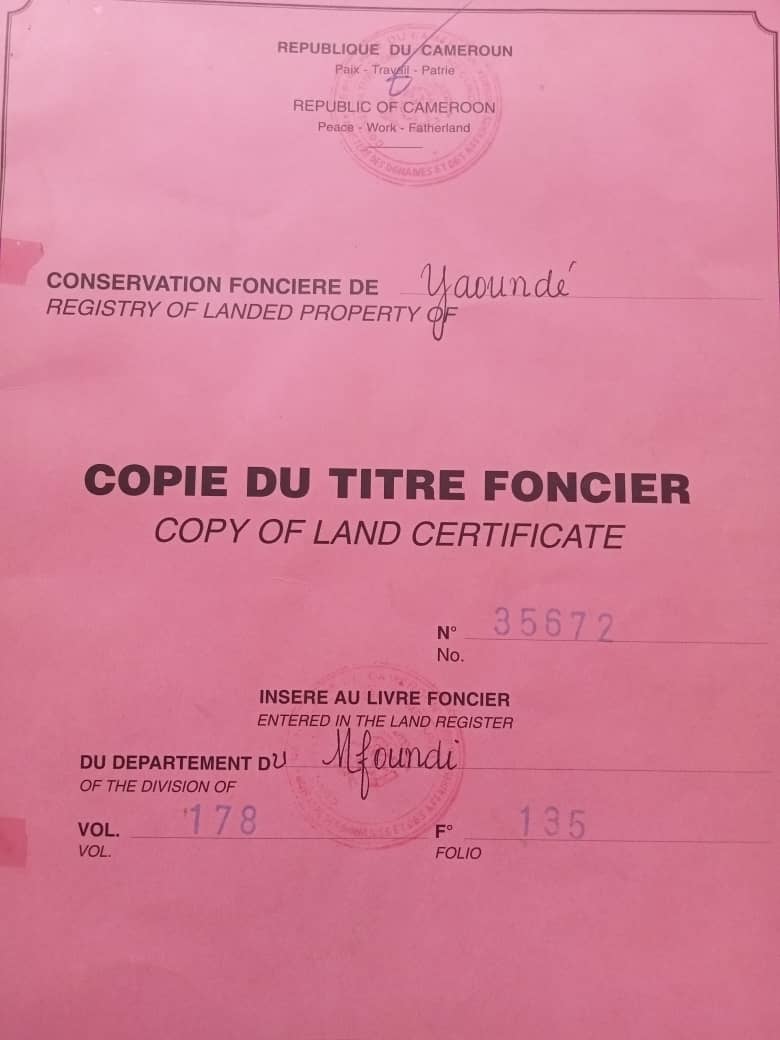 REPUBLIQUE DU CAMEROUN
Paix - Travail - Patrie
REPUBLIC OF CAMEROON
Peace - Work - Fatherland
CONSERVATION FONCIERE DE Yaoundé
REGISTRY OF LANDED PROPERTY OF
COPIE DU TITRE FONCIER
COPY OF LAND CERTIFICATE
N° 35672
No.
INSERE AU LIVRE FONCIER
ENTERED IN THE LAND REGISTER
DU DEPARTEMENT DU Mfoundi
OF THE DIVISION OF
VOL. 178 F° 135
VOL. FOLIO